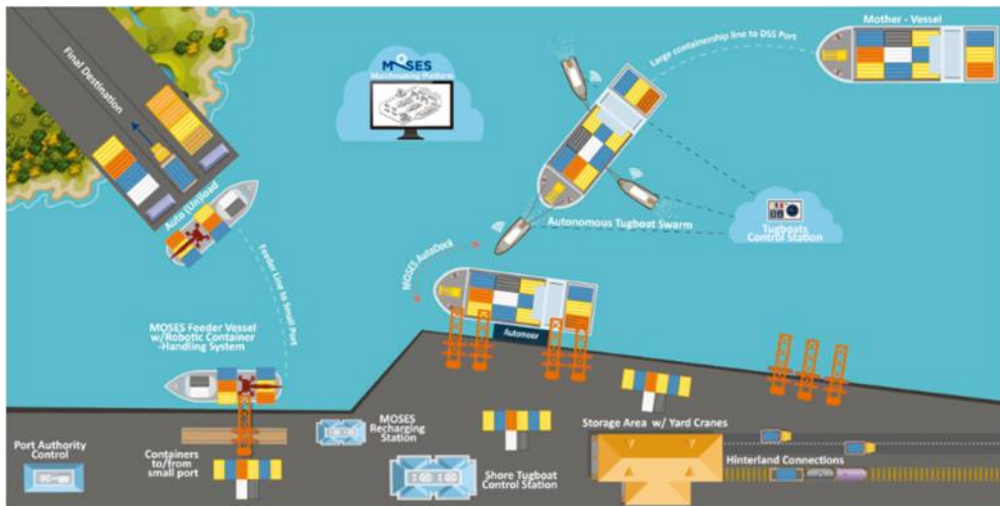 Final Destination
MOSES
Matchmaking Platform
Large containership line to DSS Port
Mother - Vessel
Auto (Un)load
Autonomous Tugboat Swarm
Tugboats
Control Station
Feeder Line to Small Port
MOSES AutoDock
MOSES Feeder Vessel
w/Robotic Container
-Handling System
Automoor
Port Authority
Control
Containers
to/from
small port
MOSES
Recharging
Station
Shore Tugboat
Control Station
Storage Area w/ Yard Cranes
Hinterland Connections